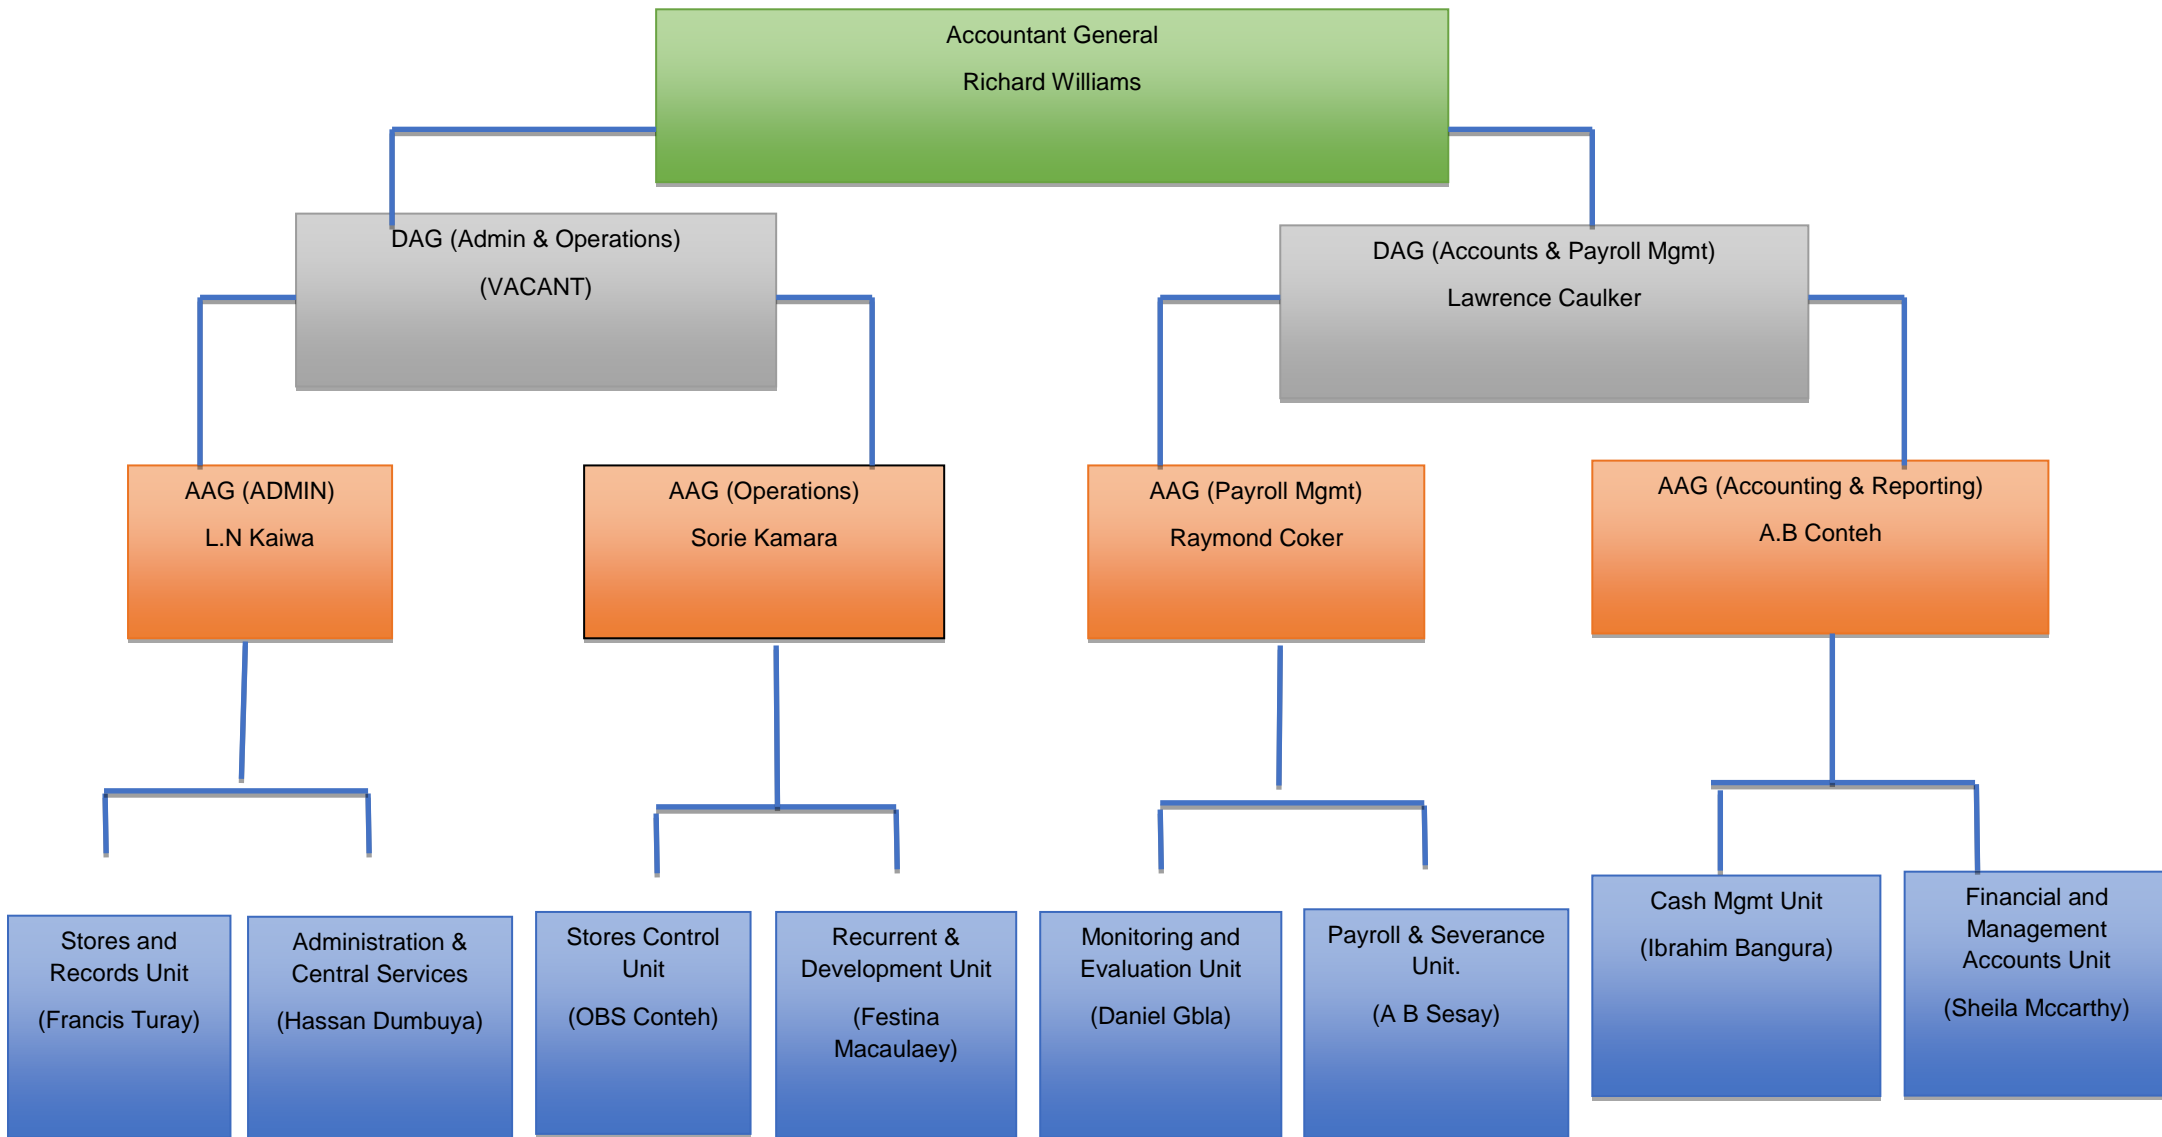 Accountant General
Richard Williams
DAG (Admin & Operations)
(VACANT)
DAG (Accounts & Payroll Mgmt)
Lawrence Caulker
AAG (ADMIN)
L.N Kaiwa
AAG (Operations)
Sorie Kamara
AAG (Payroll Mgmt)
Raymond Coker
AAG (Accounting & Reporting)
A.B Conteh
Stores and
Records Unit
(Francis Turay)
Administration &
Central Services
(Hassan Dumbuya)
Stores Control
Unit
(OBS Conteh)
Recurrent &
Development Unit
(Festina
Macaulaey)
Monitoring and
Evaluation Unit
(Daniel Gbla)
Payroll & Severance
Unit.
(A B Sesay)
Cash Mgmt Unit
(Ibrahim Bangura)
Financial and
Management
Accounts Unit
(Sheila Mccarthy)